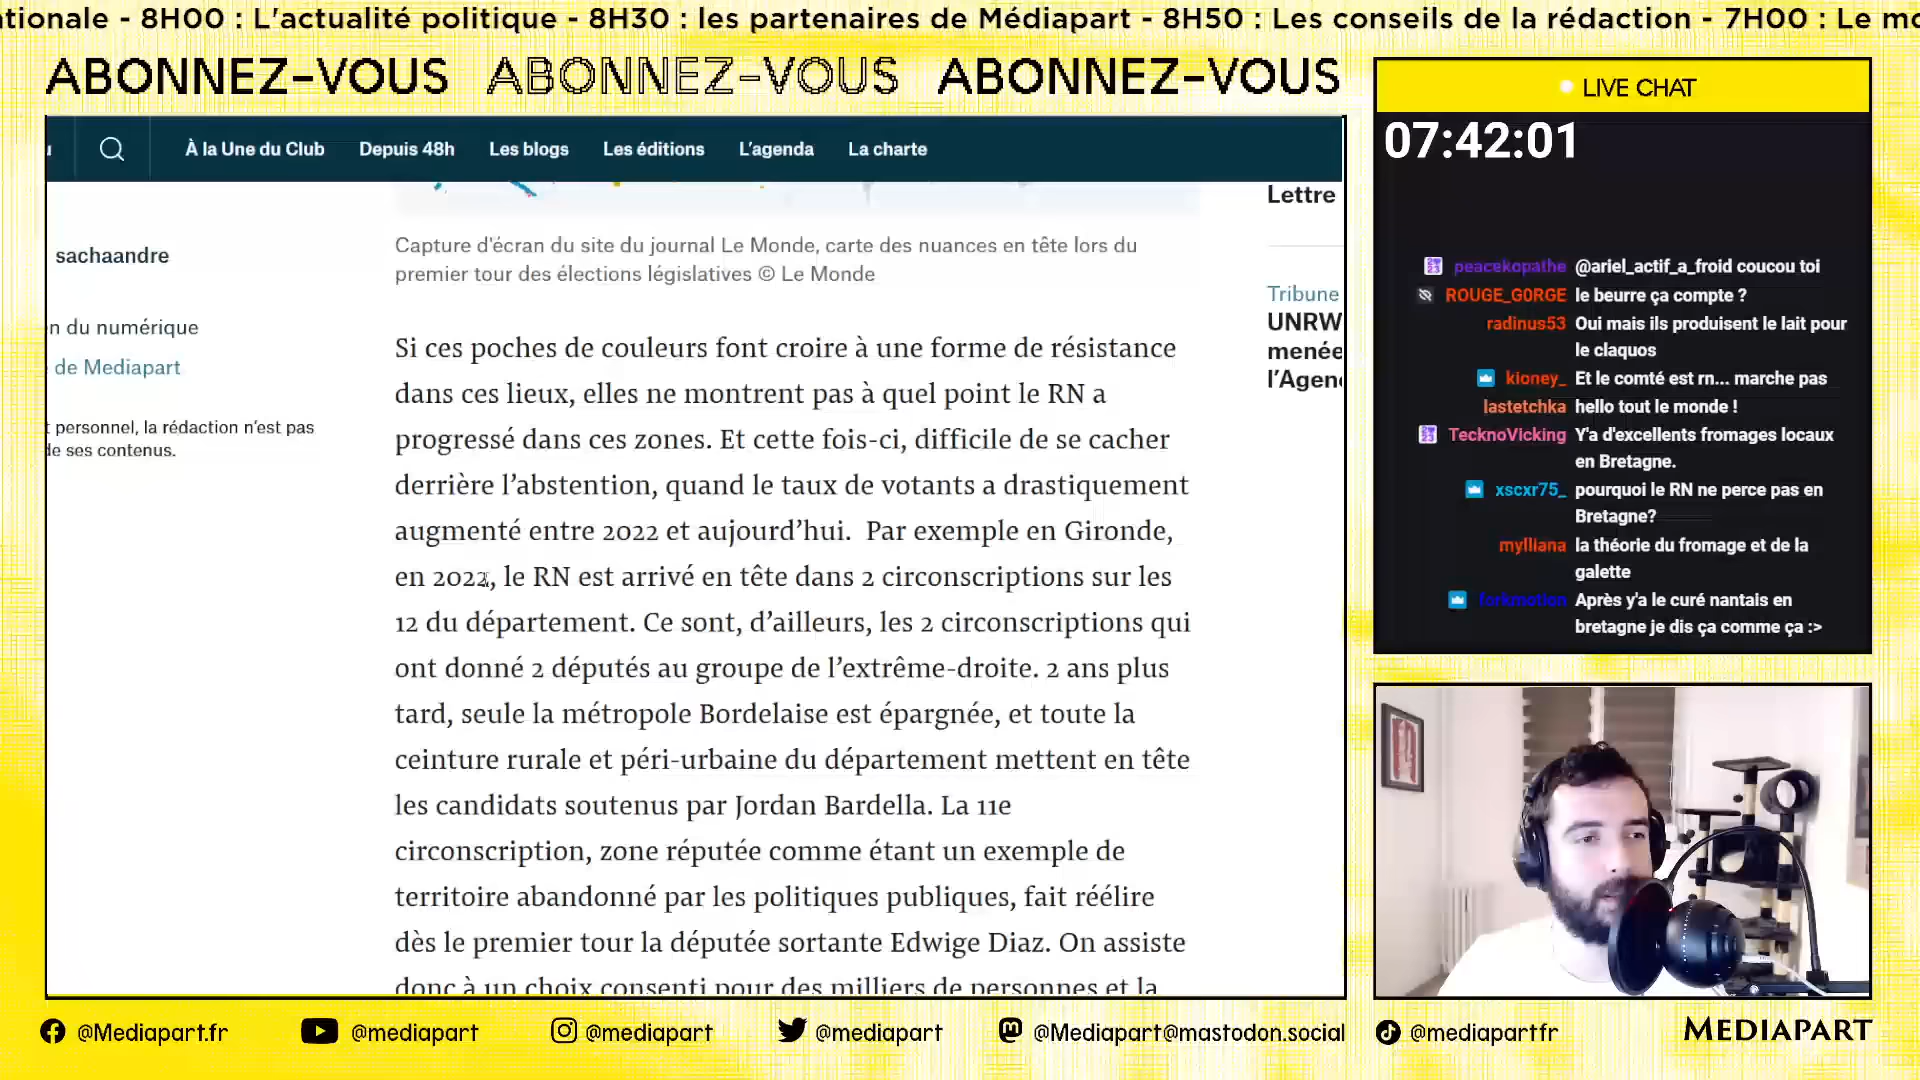 tionale - 8H00 : L'actualité politique - 8H30 : les partenaires de Médiapart - 8H50 : Les conseils de la rédaction - 7H00 : Le mo
ABONNEZ-VOUS ABONNEZ-VOUS ABONNEZ-VOUS
À la Une du Club Depuis 48h Les blogs Les éditions L'agenda La charte
sachaandre
n du numérique
de Mediapart
personnel, la rédaction n'est pas
de ses contenus.
Capture d'écran du site du journal Le Monde, carte des nuances en tête lors du
premier tour des élections législatives © Le Monde
Si ces poches de couleurs font croire à une forme de résistance
dans ces lieux, elles ne montrent pas à quel point le RN a
progressé dans ces zones. Et cette fois-ci, difficile de se cacher
derrière l’abstention, quand le taux de votants a drastiquement
augmenté entre 2022 et aujourd’hui. Par exemple en Gironde,
en 2022, le RN est arrivé en tête dans 2 circonscriptions sur les
12 du département. Ce sont, d’ailleurs, les 2 circonscriptions qui
ont donné 2 députés au groupe de l’extrême-droite. 2 ans plus
tard, seule la métropole Bordelaise est épargnée, et toute la
ceinture rurale et péri-urbaine du département mettent en tête
les candidats soutenus par Jordan Bardella. La 11e
circonscription, zone réputée comme étant un exemple de
territoire abandonné par les politiques publiques, fait réélire
dès le premier tour la députée sortante Edwige Diaz. On assiste
donc à un choix consenti pour des milliers de personnes et la
Lettre
Tribune
UNRW
menée
l’Agen
LIVE CHAT
07:42:01
peacekopathe @ariel_actif_a_froid coucou toi
ROUGE_G0RGE le beurre ça compte ?
radinus53 Oui mais ils produisent le lait pour
le claquos
kioney_ Et le comté est rn... marche pas
lastetchka hello tout le monde !
TecknoVicking Y'a d'excellents fromages locaux
en Bretagne.
xscxr75_ pourquoi le RN ne perce pas en
Bretagne?
mylliana la théorie du fromage et de la
galette
forkmotion Après y'a le curé nantais en
bretagne je dis ça comme ça :>
@Mediapart.fr @mediapart @mediapart @mediapart @Mediapart@mastodon.social @mediapartfr MEDIAPART